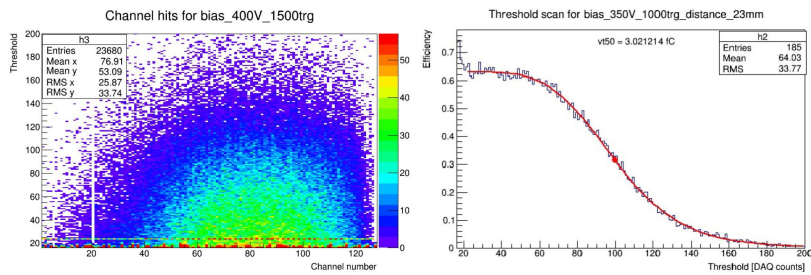 Channel hits for bias_400V_1500trg
Threshold
h3
Entries 23680
Mean x 76.91
Mean y 53.09
RMS x 25.87
RMS y 33.74
200
180
160
140
120
100
80
60
40
20
0 20 40 60 80 100 120
Channel number
50
40
30
20
10
0
Threshold scan for bias_350V_1000trg_distance_23mm
Efficiency
vt50 = 3.021214 fC
h2
Entries 185
Mean 64.03
RMS 33.77
0.7
0.6
0.5
0.4
0.3
0.2
0.1
0
20 40 60 80 100 120 140 160 180 200
Threshold [DAQ counts]